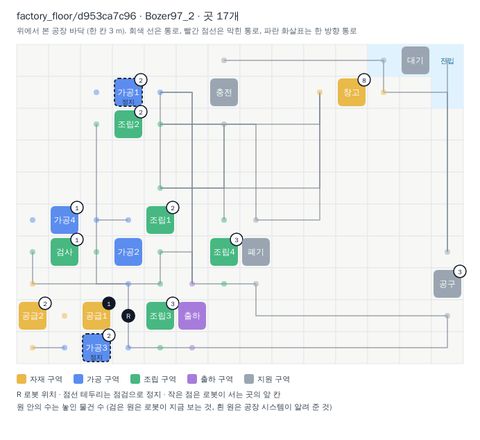 factory_floor/d953ca7c96 · Bozer97_2 · 곳 17개
위에서 본 공장 바닥 (한 칸 3 m). 회색 선은 통로, 빨간 점선은 막힌 통로, 파란 화살표는 한 방향 통로
대기
전립
가공1
정지
2
충전
창고
8
조립2
2
가공4
1
조립1
2
검사
1
가공2
조립4
3
폐기
공구
3
공급2
2
공급1
1
R
조립3
3
출하
가공3
정지
2
자재 구역
가공 구역
조립 구역
출하 구역
지원 구역
R 로봇 위치 · 점선 테두리는 점검으로 정지 · 작은 점은 로봇이 서는 곳의 앞 칸
원 안의 수는 놓인 물건 수 (검은 원은 로봇이 지금 보는 것, 흰 원은 공장 시스템이 알려 준 것)